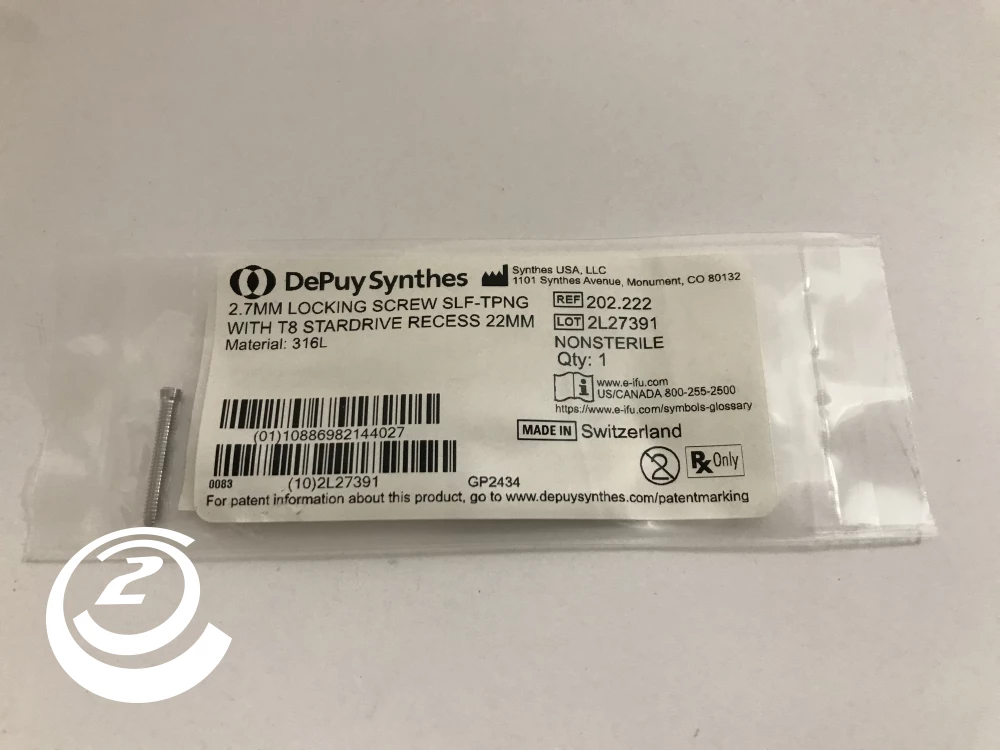 DePuy Synthes
Synthes USA, LLC
1101 Synthes Avenue, Monument, CO 80132
2.7MM LOCKING SCREW SLF-TPNG
WITH T8 STARDRIVE RECESS 22MM
Material: 316L
REF 202.222
LOT 2L27391
NONSTERILE
Qty: 1
www.e-ifu.com
US/CANADA 800-255-2500
https://www.e-ifu.com/symbols-glossary
(01)10886982144027
MADE IN Switzerland
0083
(10)2L27391
GP2434
2
Rx Only
For patent information about this product, go to www.depuysynthes.com/patentmarking
2